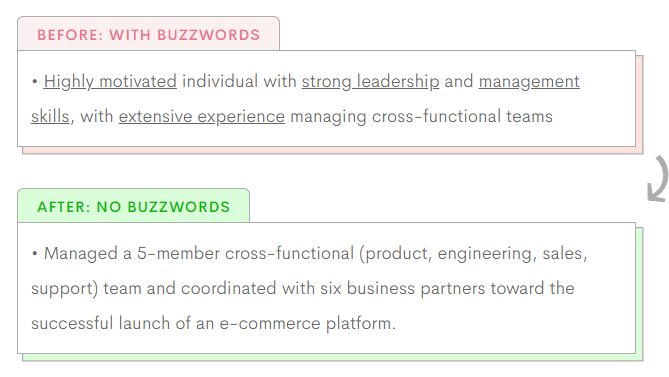 BEFORE: WITH BUZZWORDS
• Highly motivated individual with strong leadership and management
skills, with extensive experience managing cross-functional teams
AFTER: NO BUZZWORDS
• Managed a 5-member cross-functional (product, engineering, sales,
support) team and coordinated with six business partners toward the
successful launch of an e-commerce platform.